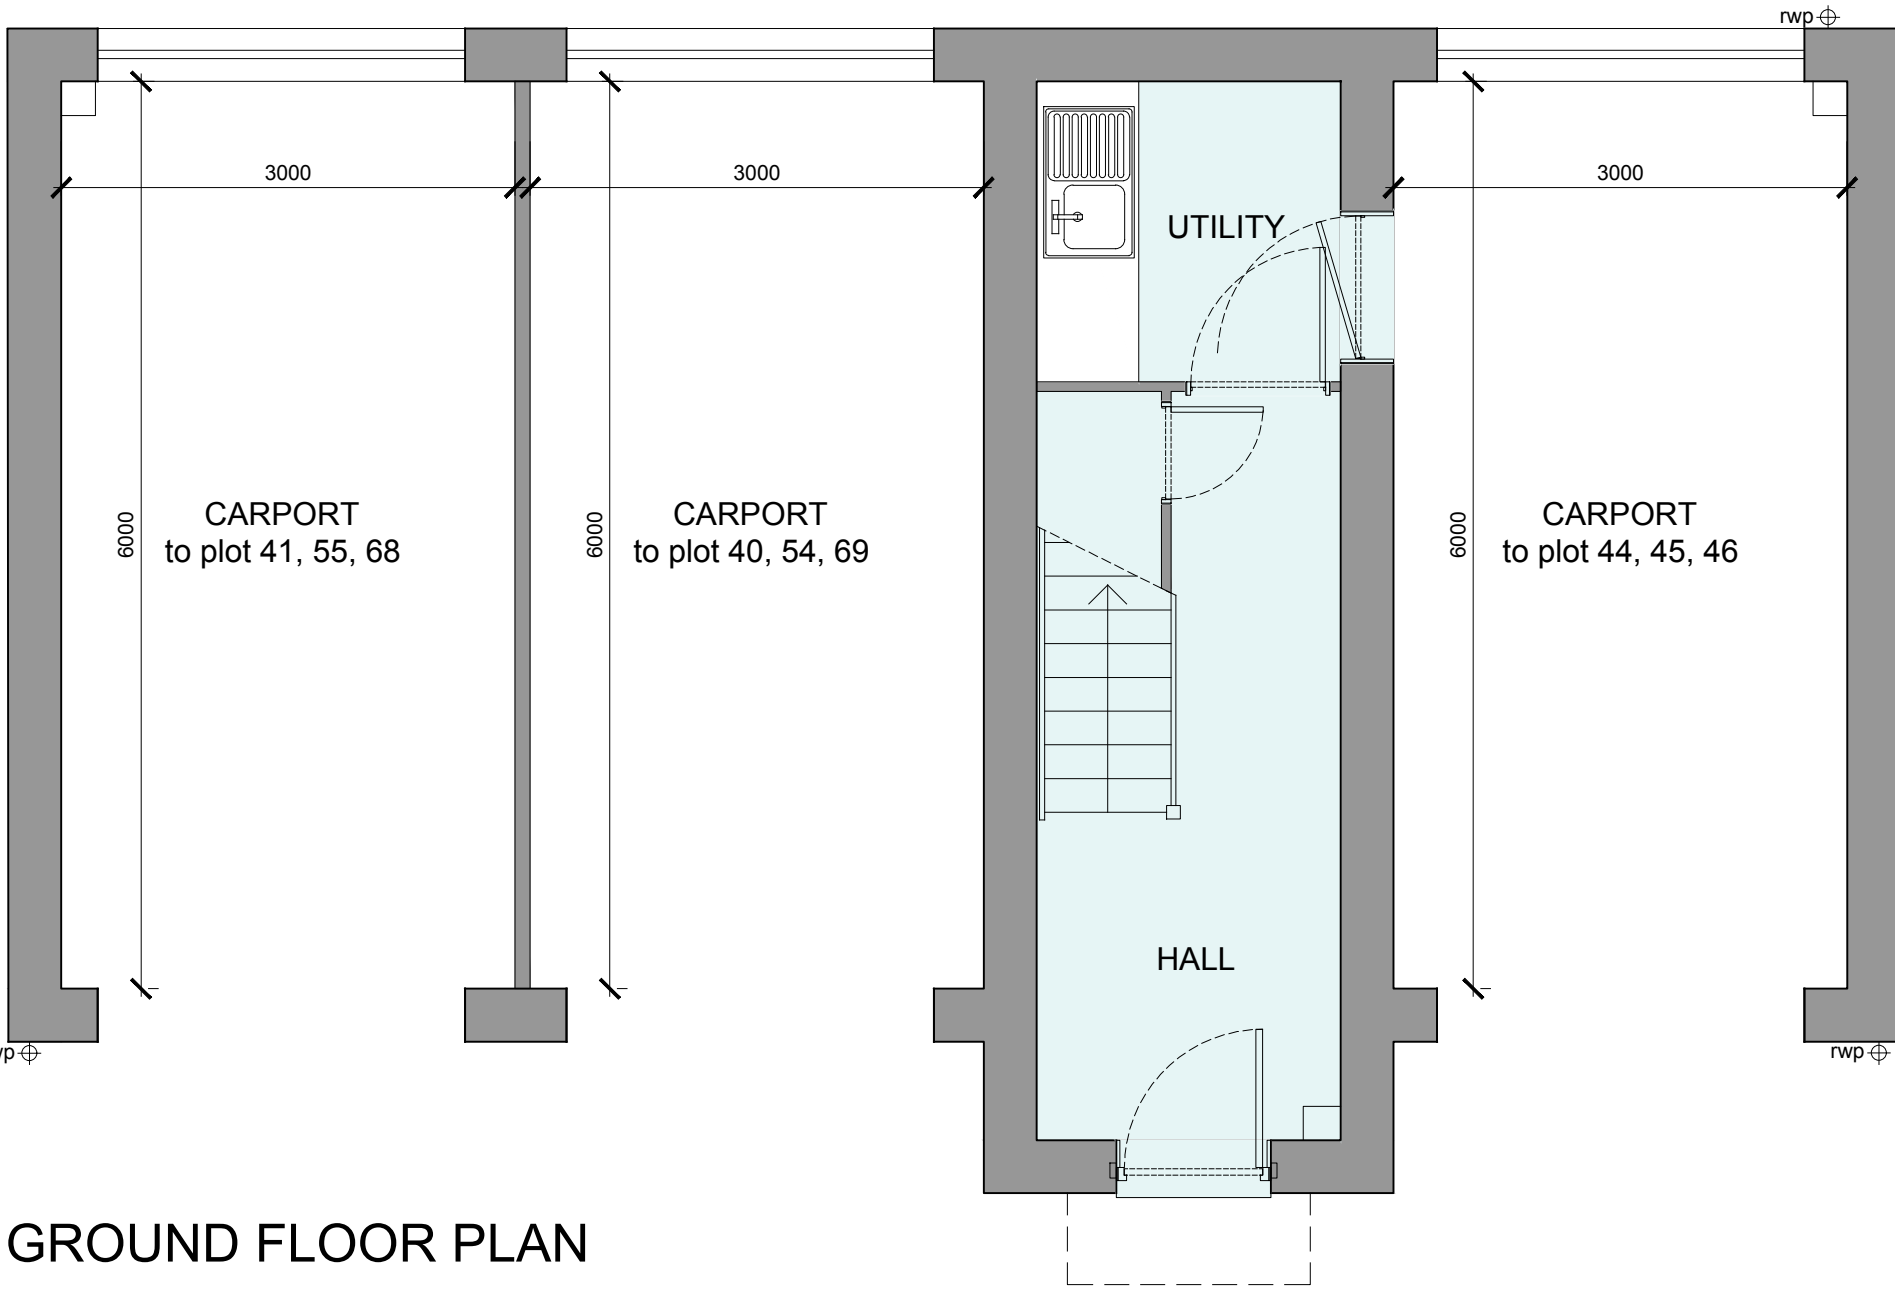 rwp
3000
3000
3000
UTILITY
6000
CARPORT
to plot 41, 55, 68
6000
CARPORT
to plot 40, 54, 69
6000
CARPORT
to plot 44, 45, 46
HALL
rwp
GROUND FLOOR PLAN